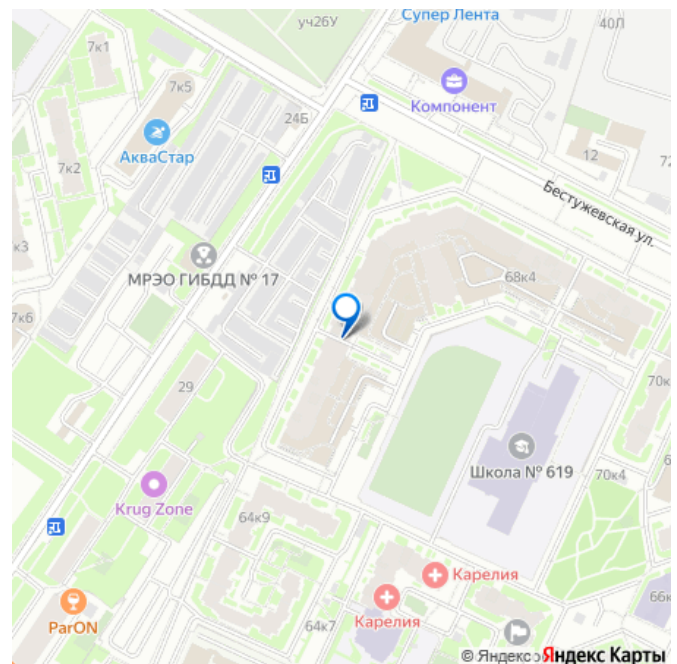 Супер Лента
уч26У
40Л
7к1
7к5
Компонент
24Б
АкваСтар
12
72
7к2
Бестужевская ул.
к3
МРЭО ГИБДД № 17
68к4
7к6
29
70к
Школа № 619
70к4
Krug Zone
64к9
Карелия
66к
Карелия
ParON
64к7
© Яндекс Яндекс Карты